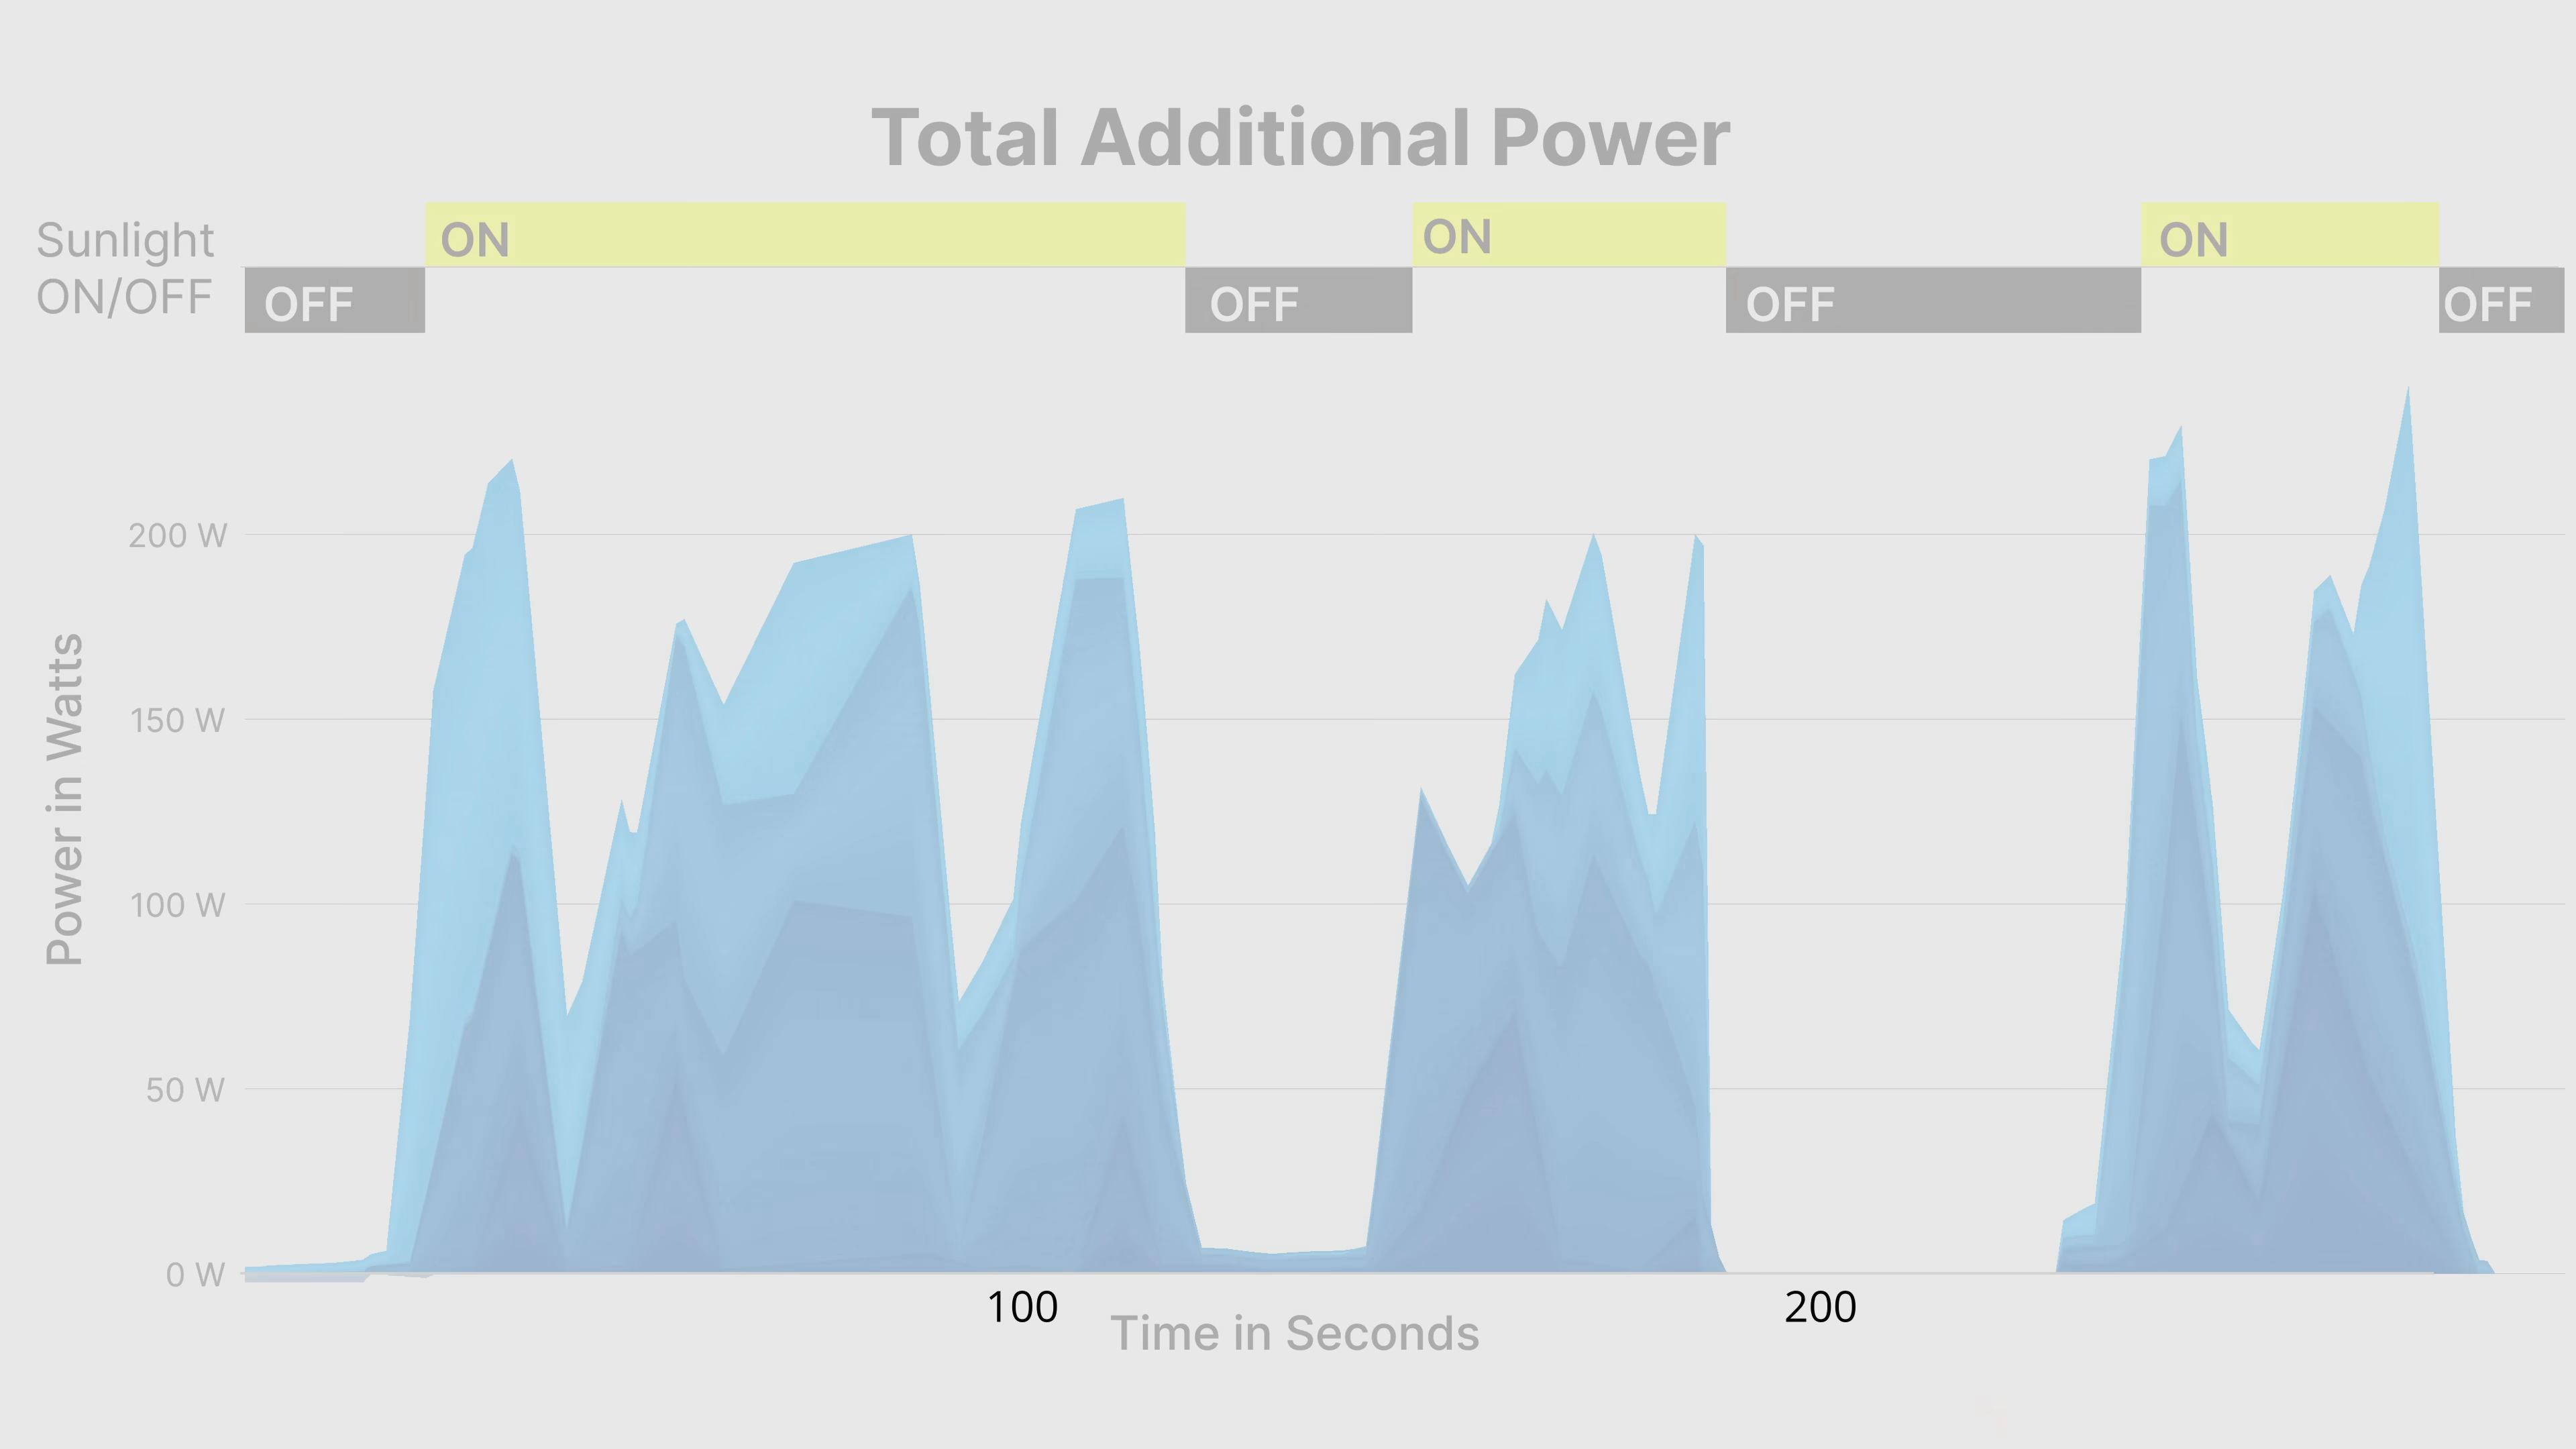 Total Additional Power
Sunlight
ON/OFF
ON
ON
ON
OFF
OFF
OFF
OFF
Power in Watts
200 W
150 W
100 W
50 W
0 W
100
200
Time in Seconds